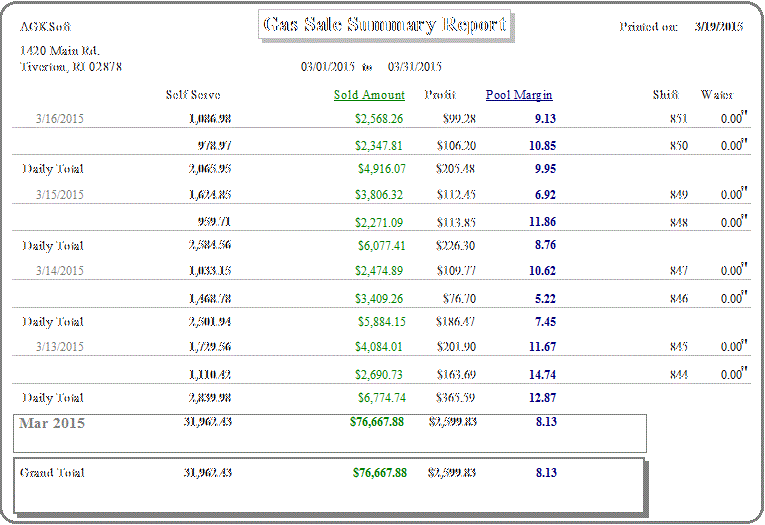 AGKSoft Gas Sale Summary Report Printed on: 3/19/2015
1420 Main Rd.
Tiverton, RI 02878 03/01/2015 to 03/31/2015
Self Serve Sold Amount Profit Pool Margin Shift Water
3/16/2015 1,086.98 $2,568.26 $99.28 9.13 851 0.00"
978.97 $2,347.81 $106.20 10.85 850 0.00"
Daily Total 2,065.95 $4,916.07 $205.48 9.95
3/15/2015 1,624.85 $3,806.32 $112.45 6.92 849 0.00"
959.71 $2,271.09 $113.85 11.86 848 0.00"
Daily Total 2,584.56 $6,077.41 $226.30 8.76
3/14/2015 1,033.15 $2,474.89 $109.77 10.62 847 0.00"
1,468.78 $3,409.26 $76.70 5.22 846 0.00"
Daily Total 2,501.94 $5,884.15 $186.47 7.45
3/13/2015 1,729.56 $4,084.01 $201.90 11.67 845 0.00"
1,110.42 $2,690.73 $163.69 14.74 844 0.00"
Daily Total 2,839.98 $6,774.74 $365.59 12.87
Mar 2015 31,962.43 $76,667.88 $2,599.83 8.13
Grand Total 31,962.43 $76,667.88 $2,599.83 8.13